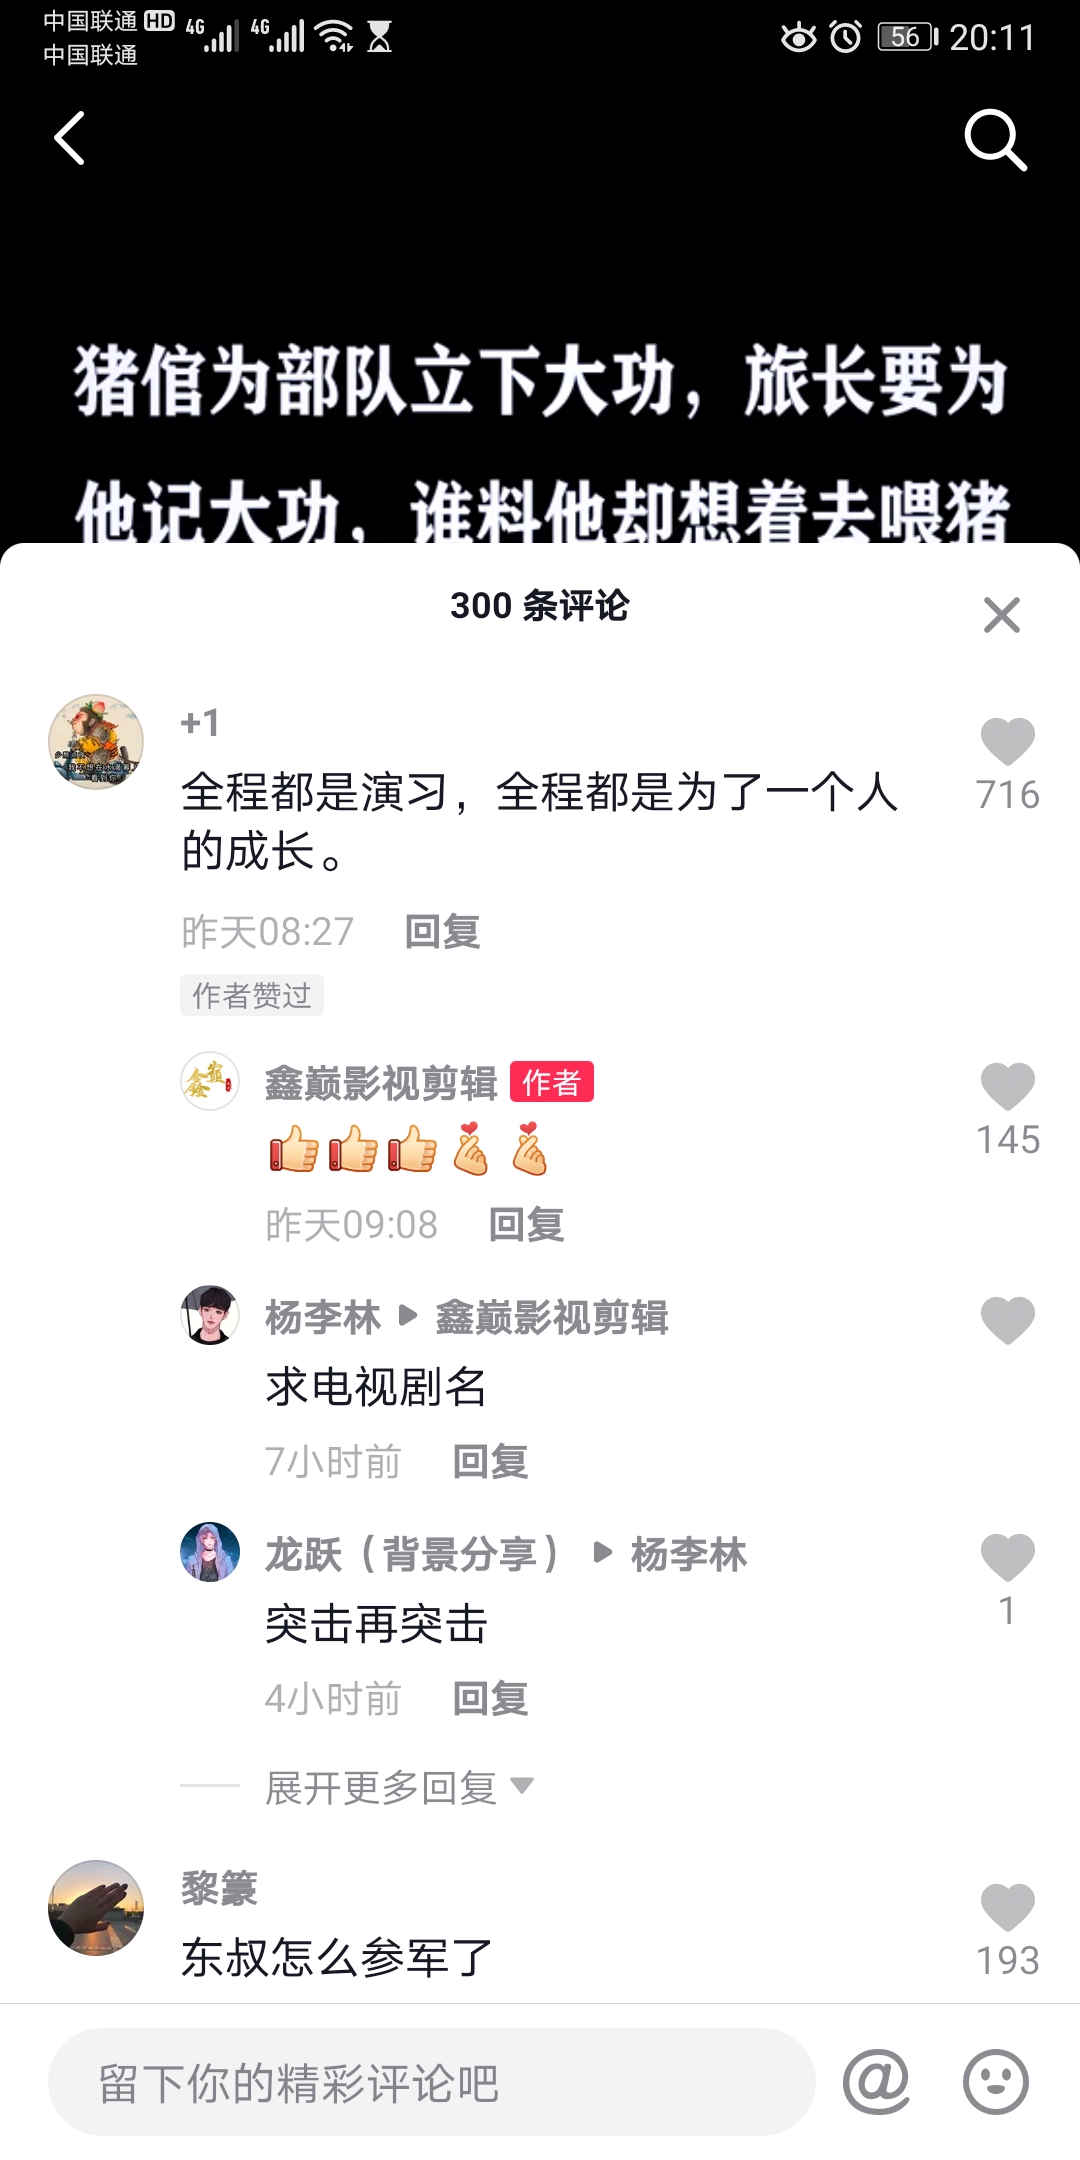 中国联通 HD 4G 4G 56 20:11
中国联通
猪倌为部队立下大功，旅长要为
他记大功，谁料他却想着去喂猪
300 条评论
+1
全程都是演习，全程都是为了一个人
的成长。
716
昨天08:27 回复
作者赞过
鑫巅影视剪辑 作者
145
昨天09:08 回复
杨李林 鑫巅影视剪辑
求电视剧名
7小时前 回复
龙跃（背景分享） 杨李林
突击再突击
1
4小时前 回复
展开更多回复
黎籇
东叔怎么参军了
193
留下你的精彩评论吧 @